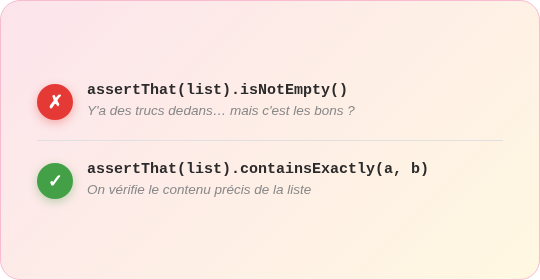 ✗ assertThat(list).isNotEmpty()
Y'a des trucs dedans… mais c'est les bons ?
✓ assertThat(list).containsExactly(a, b)
On vérifie le contenu précis de la liste